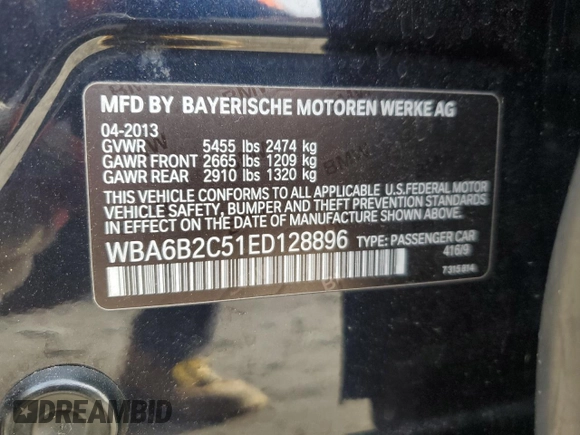 MFD BY BAYERISCHE MOTOREN WERKE AG
04-2013
GVWR 5455 lbs 2474 kg
GAWR FRONT 2665 lbs 1209 kg
GAWR REAR 2910 lbs 1320 kg
THIS VEHICLE CONFORMS TO ALL APPLICABLE U.S.FEDERAL MOTOR
VEHICLE SAFETY, BUMPER AND THEFT PREVENTION STANDARDS
IN EFFECT ON THE DATE OF MANUFACTURE SHOWN ABOVE.
WBA6B2C51ED128896 TYPE: PASSENGER CAR
416/9
7315814
DREAMBID